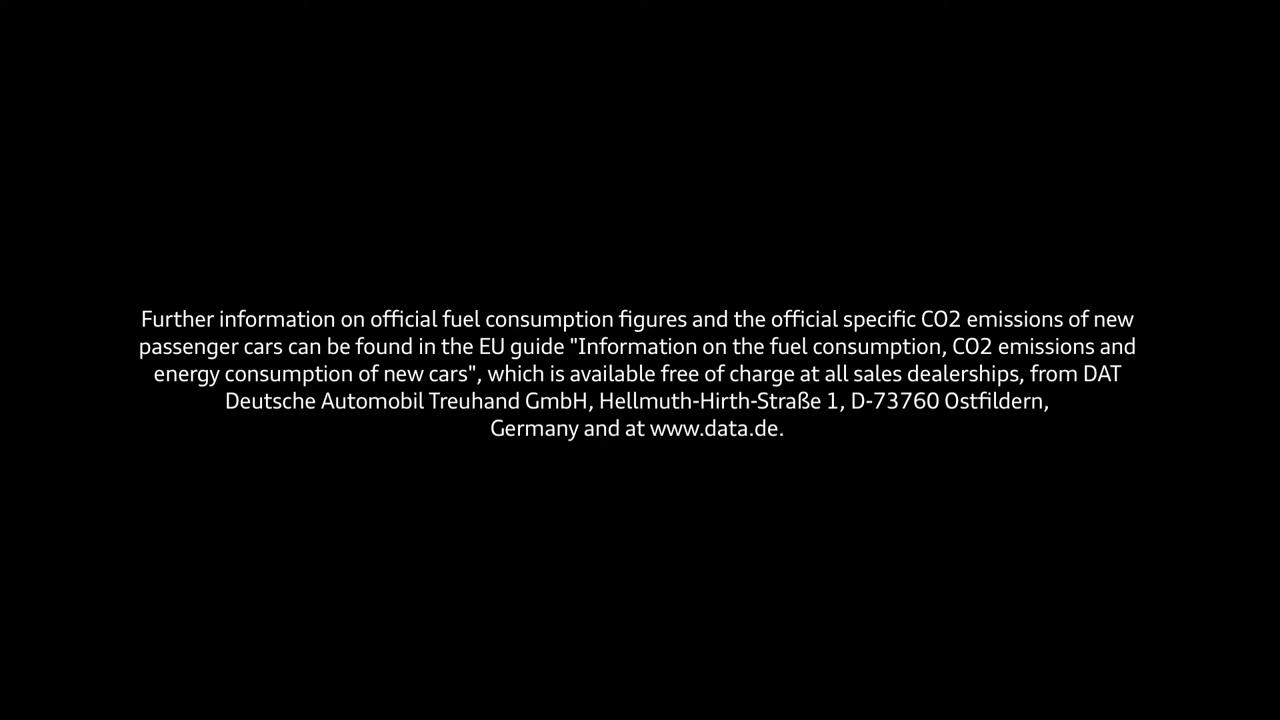 Further information on official fuel consumption figures and the official specific CO2 emissions of new
passenger cars can be found in the EU guide "Information on the fuel consumption, CO2 emissions and
energy consumption of new cars", which is available free of charge at all sales dealerships, from DAT
Deutsche Automobil Treuhand GmbH, Hellmuth-Hirth-Straße 1, D-73760 Ostfildern,
Germany and at www.data.de.